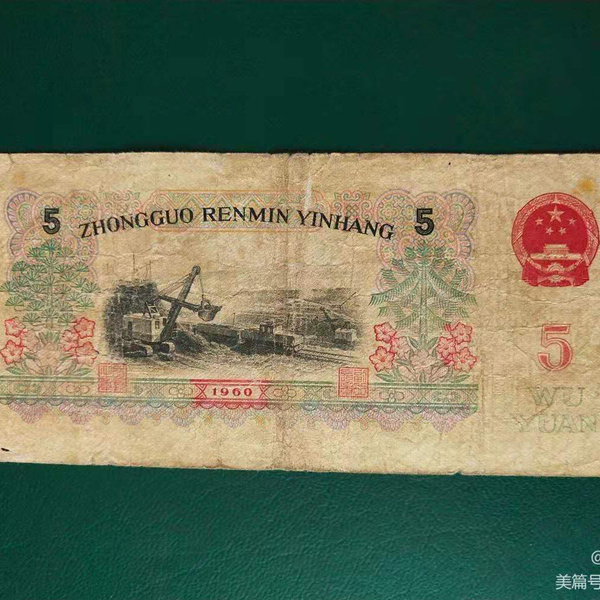 5 ZHONGGUO RENMIN YINHANG 5
1960
5
WU
YUAN
@
美篇号